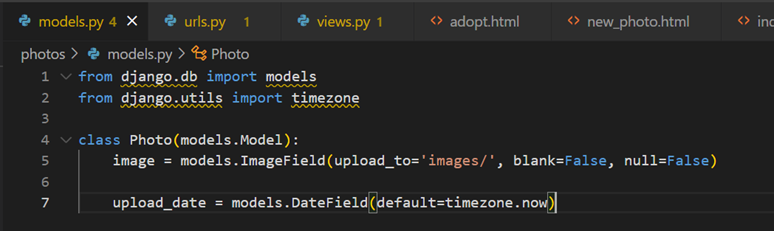 models.py 4 urls.py 1 views.py 1 adopt.html new_photo.html
photos > models.py > Photo
1 from django.db import models
2 from django.utils import timezone
3
4 class Photo(models.Model):
5     image = models.ImageField(upload_to='images/', blank=False, null=False)
6
7     upload_date = models.DateField(default=timezone.now)